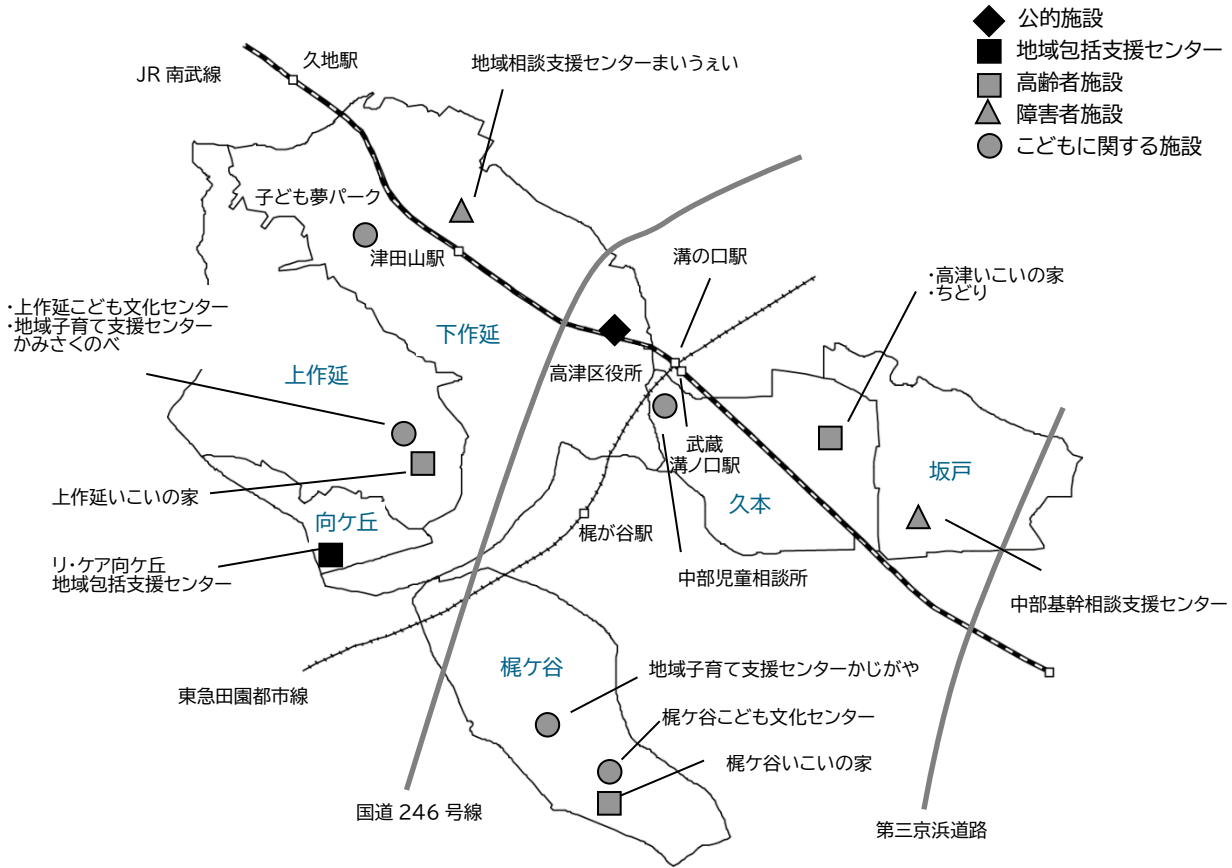 公的施設
地域包括支援センター
高齢者施設
障害者施設
こどもに関する施設
久地駅
JR 南武線
地域相談支援センターまいうぇい
子ども夢パーク
津田山駅
溝の口駅
・高津いこいの家
・ちどり
・上作延こども文化センター
・地域子育て支援センター
かみさくのべ
下作延
上作延
高津区役所
武蔵
溝ノ口駅
坂戸
久本
上作延いこいの家
向ケ丘
梶が谷駅
リ・ケア向ケ丘
地域包括支援センター
中部児童相談所
中部基幹相談支援センター
梶ケ谷
地域子育て支援センターかじがや
東急田園都市線
梶ケ谷こども文化センター
梶ケ谷いこいの家
国道 246 号線
第三京浜道路